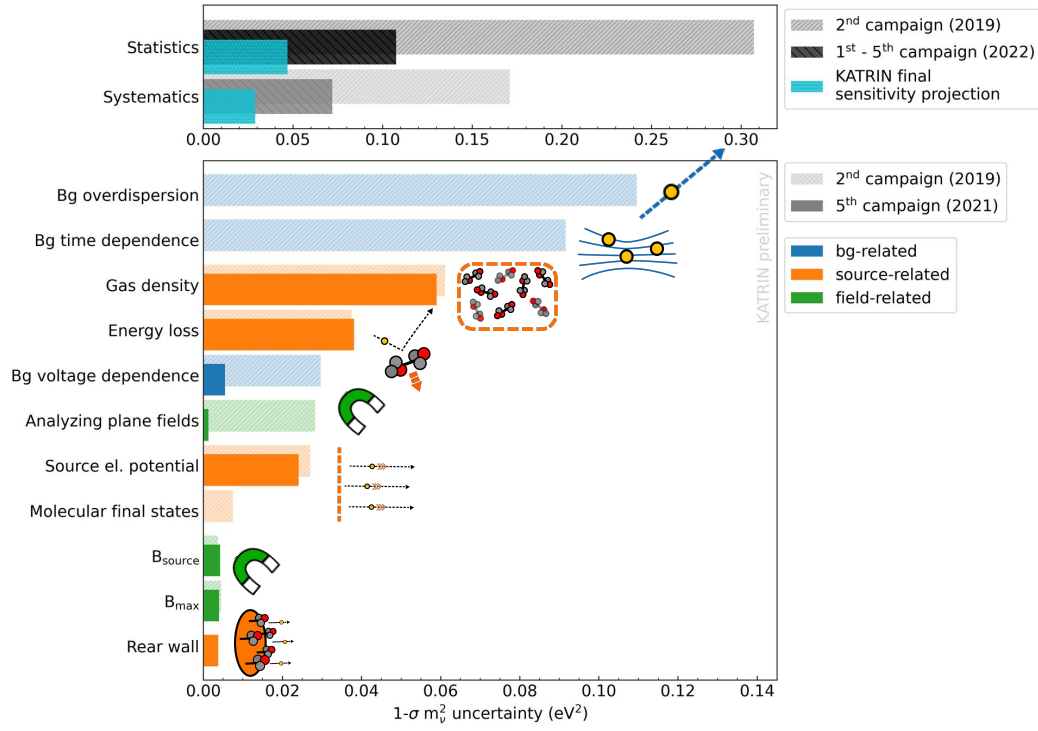 Statistics
Systematics
0.00 0.05 0.10 0.15 0.20 0.25 0.30
2nd campaign (2019)
1st - 5th campaign (2022)
KATRIN final
sensitivity projection
Bg overdispersion
Bg time dependence
Gas density
Energy loss
Bg voltage dependence
Analyzing plane fields
Source el. potential
Molecular final states
Bsource
Bmax
Rear wall
0.00 0.02 0.04 0.06 0.08 0.10 0.12 0.14
1-σ m²ν uncertainty (eV²)
KATRIN preliminary
2nd campaign (2019)
5th campaign (2021)
bg-related
source-related
field-related